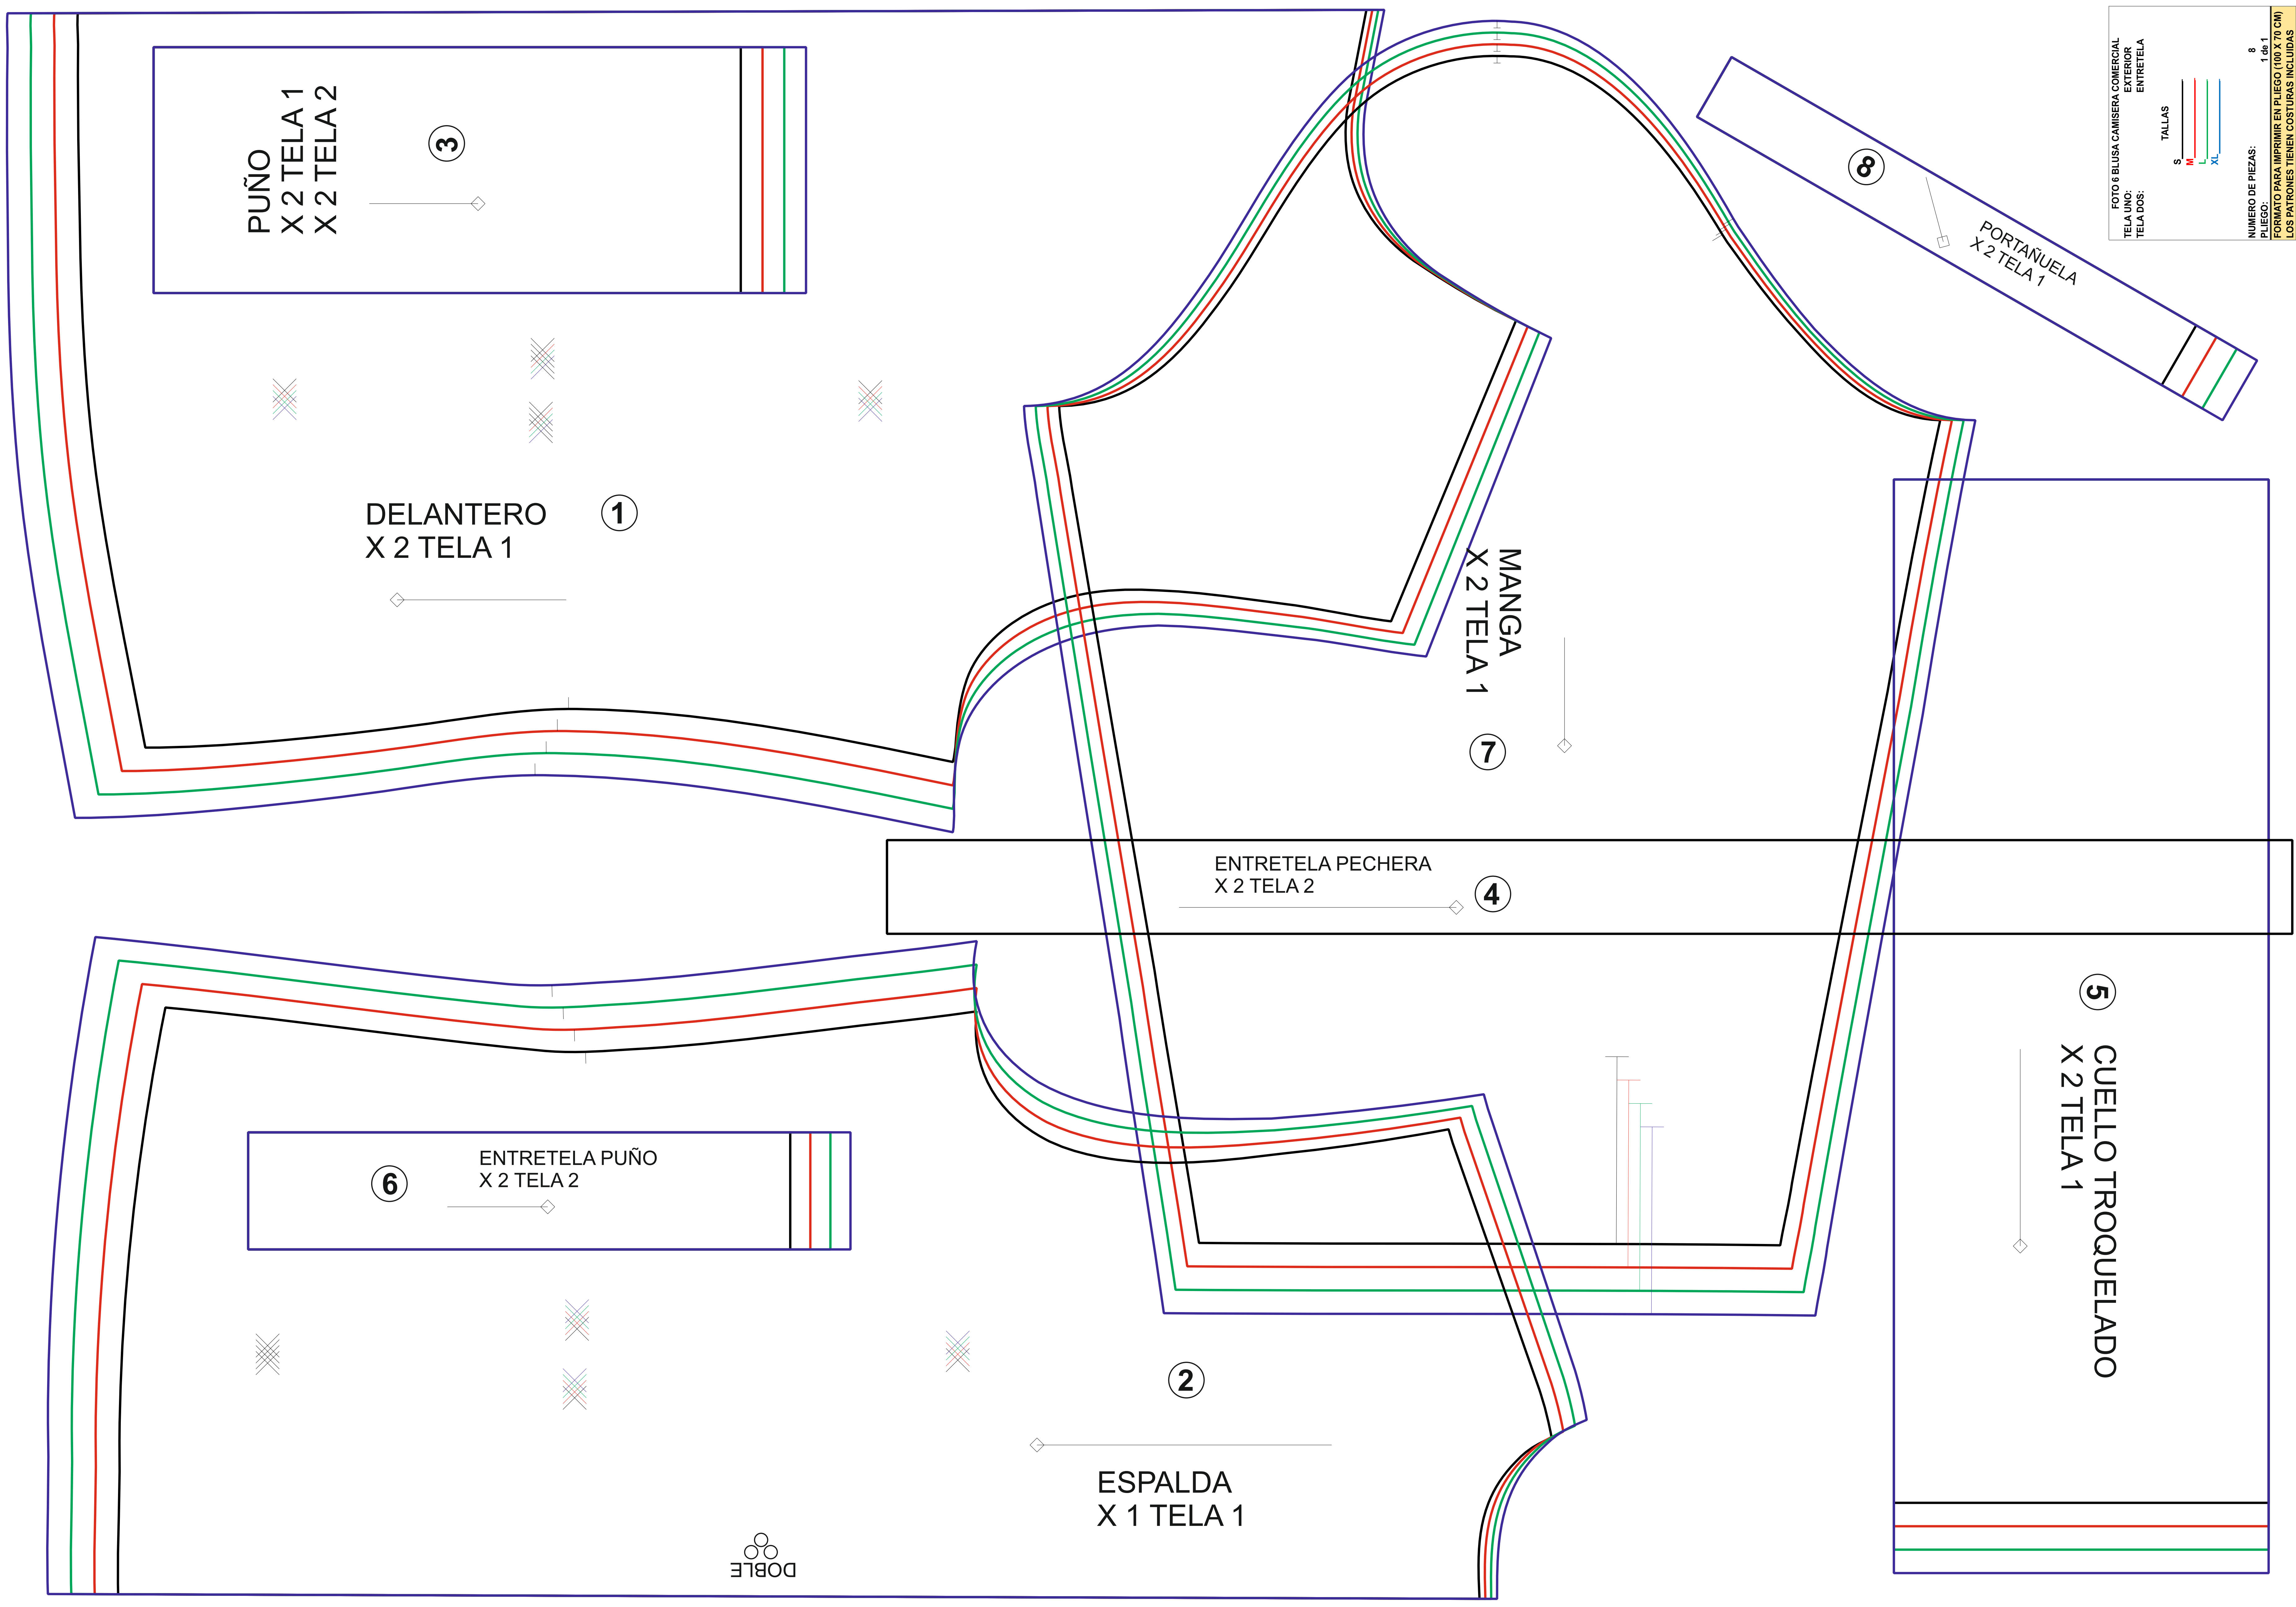 PUÑO
X 2 TELA 1
X 2 TELA 2
3
DELANTERO
X 2 TELA 1
1
MANGA
X 2 TELA 1
7
8
PORTAÑUELA
X 2 TELA 1
FOTO 6 BLUSA CAMISERA COMERCIAL
TELA UNO: EXTERIOR
TELA DOS: ENTRETELA
TALLAS
S
M
L
XL
NUMERO DE PIEZAS: 8
PLIEGO: 1 de 1
FORMATO PARA IMPRIMIR EN PLIEGO (100 X 70 CM)
LOS PATRONES TIENEN COSTURAS INCLUIDAS
ENTRETELA PECHERA
X 2 TELA 2
4
5
CUELLO TROQUELADO
X 2 TELA 1
6
ENTRETELA PUÑO
X 2 TELA 2
2
ESPALDA
X 1 TELA 1
DOBLE